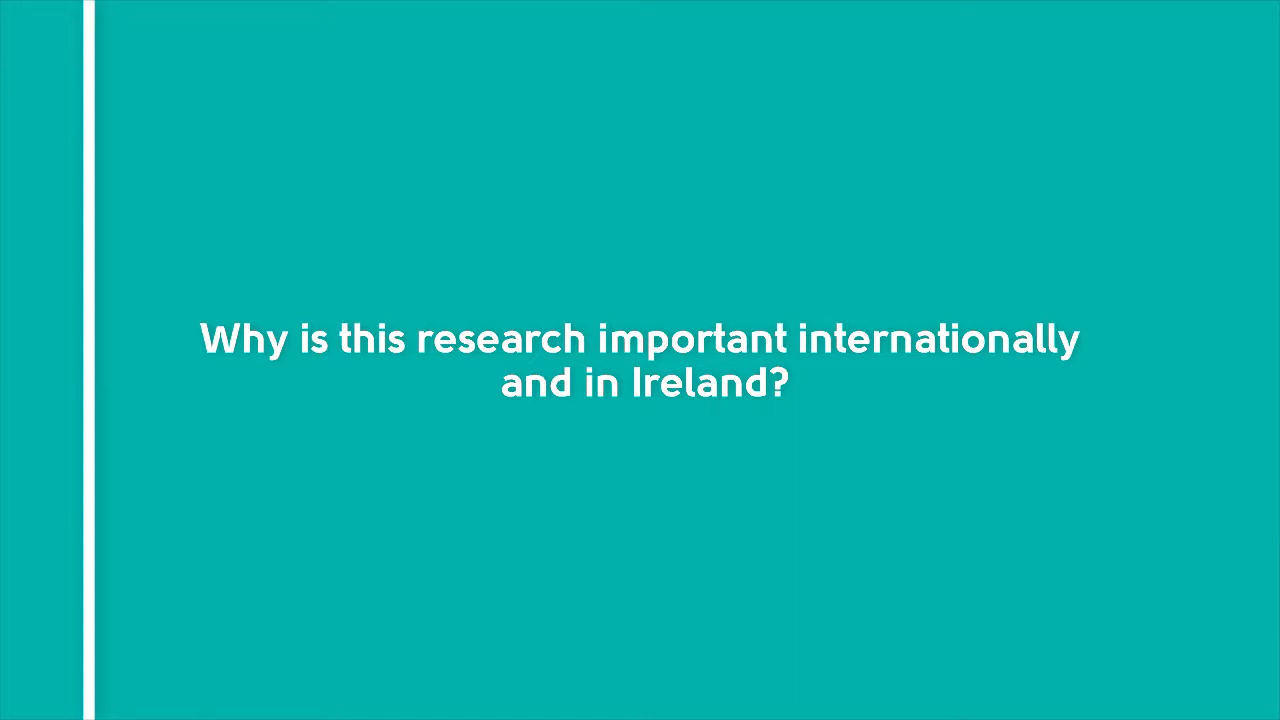 Why is this research important internationally
and in Ireland?